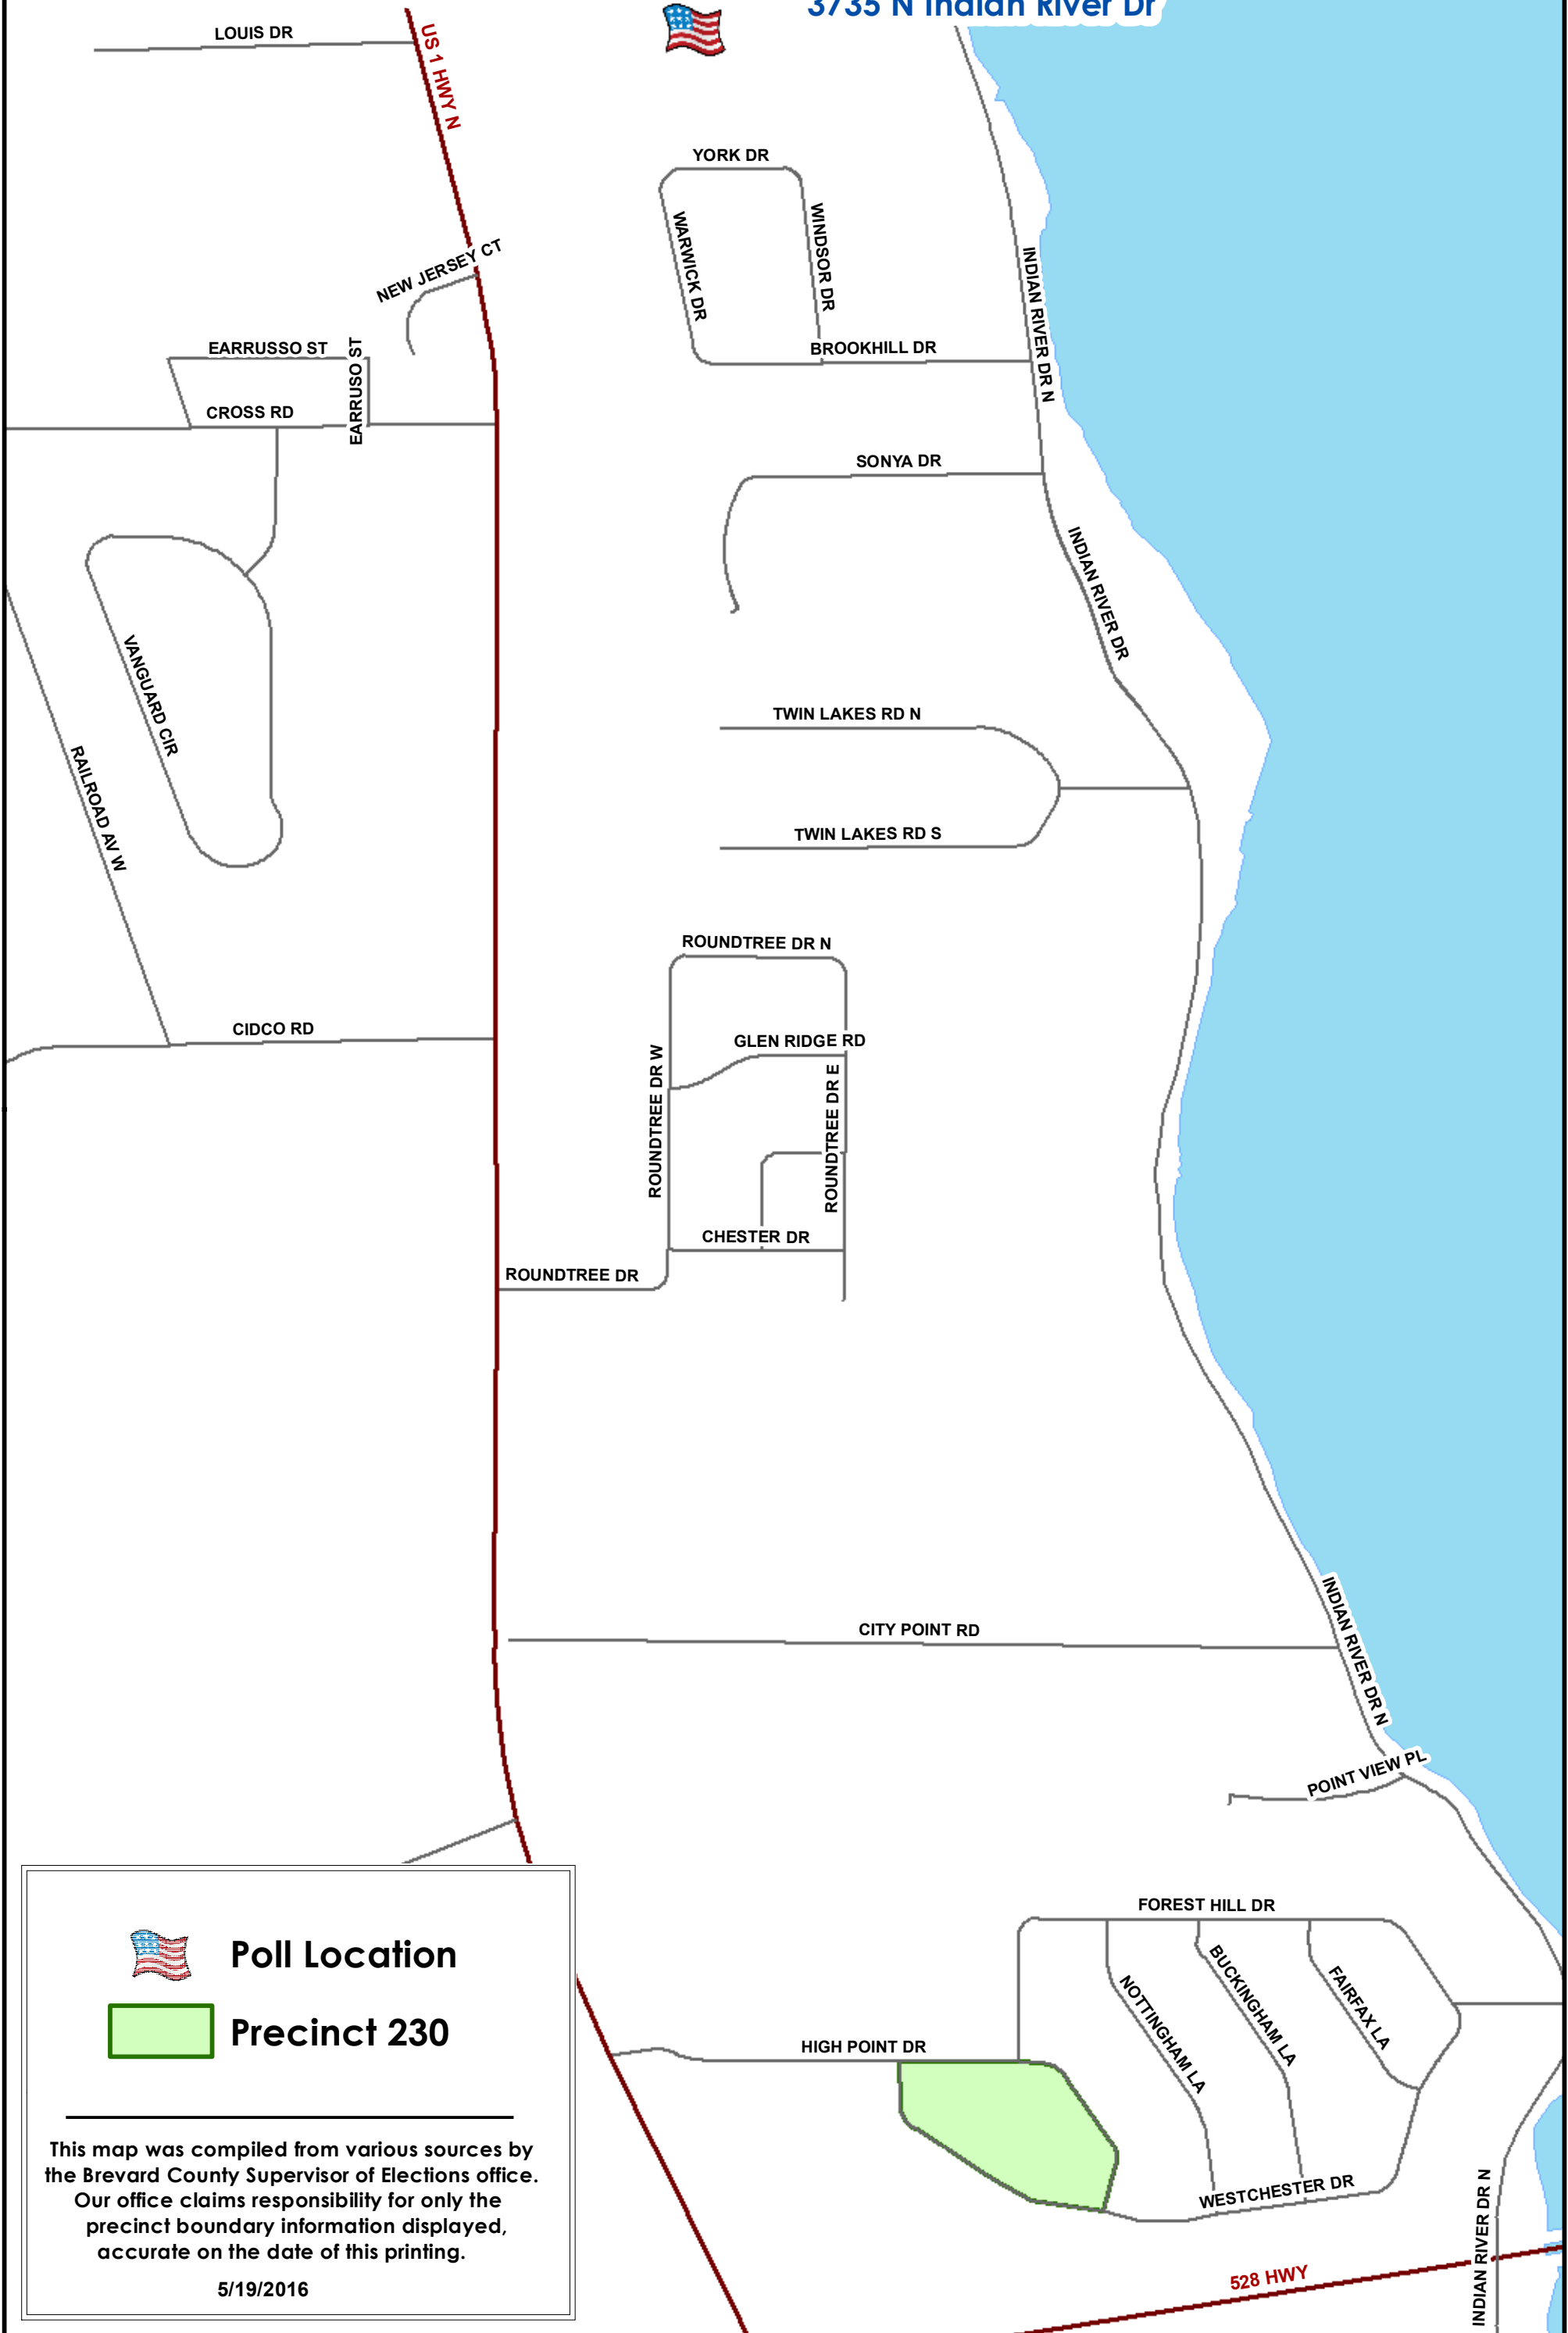 3735 N Indian River Dr
LOUIS DR
US 1 HWY N
YORK DR
WARWICK DR
WINDSOR DR
NEW JERSEY CT
INDIAN RIVER DR N
EARRUSSO ST
EARRUSO ST
BROOKHILL DR
CROSS RD
SONYA DR
INDIAN RIVER DR
VANGUARD CIR
TWIN LAKES RD N
RAILROAD AV W
TWIN LAKES RD S
ROUNDTREE DR N
CIDCO RD
GLEN RIDGE RD
ROUNDTREE DR W
ROUNDTREE DR E
CHESTER DR
ROUNDTREE DR
CITY POINT RD
INDIAN RIVER DR N
POINT VIEW PL
FOREST HILL DR
NOTTINGHAM LA
BUCKINGHAM LA
FAIRFAX LA
HIGH POINT DR
WESTCHESTER DR
INDIAN RIVER DR N
528 HWY
Poll Location
Precinct 230
This map was compiled from various sources by
the Brevard County Supervisor of Elections office.
Our office claims responsibility for only the
precinct boundary information displayed,
accurate on the date of this printing.
5/19/2016